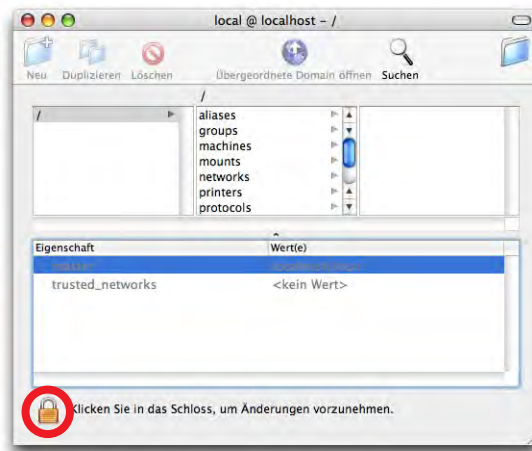 local @ localhost – /
Neu Duplizieren Löschen Übergeordnete Domain öffnen Suchen
/
/
aliases
groups
machines
mounts
networks
printers
protocols
Eigenschaft Wert(e)
trusted_networks <kein Wert>
Klicken Sie in das Schloss, um Änderungen vorzunehmen.